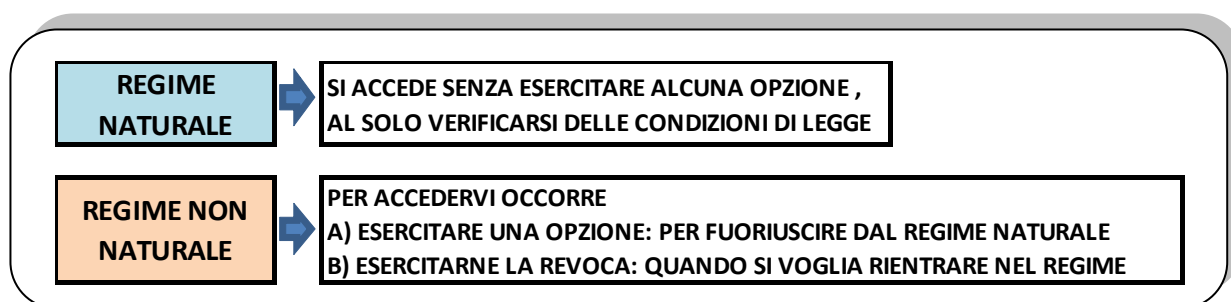 REGIME
NATURALE
SI ACCEDE SENZA ESERCITARE ALCUNA OPZIONE ,
AL SOLO VERIFICARSI DELLE CONDIZIONI DI LEGGE
REGIME NON
NATURALE
PER ACCEDERVI OCCORRE
A) ESERCITARE UNA OPZIONE: PER FUORIUSCIRE DAL REGIME NATURALE
B) ESERCITARNE LA REVOCA: QUANDO SI VOGLIA RIENTRARE NEL REGIME